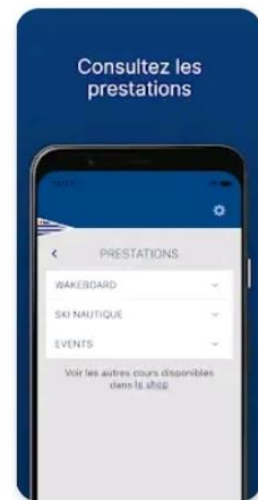 Consultez les
prestations
PRESTATIONS
WAKEBOARD
SKI NAUTIQUE
EVENTS
Voir les autres cours disponibles
dans le shop